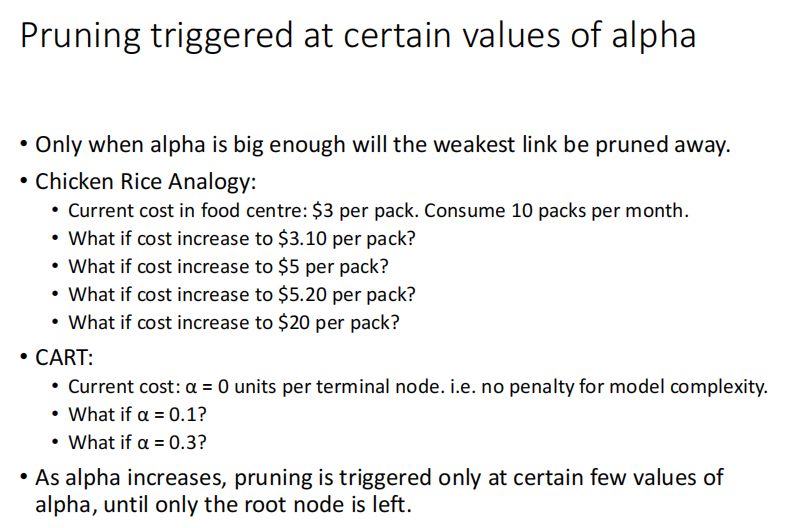 Pruning triggered at certain values of alpha
• Only when alpha is big enough will the weakest link be pruned away.
• Chicken Rice Analogy:
• Current cost in food centre: $3 per pack. Consume 10 packs per month.
• What if cost increase to $3.10 per pack?
• What if cost increase to $5 per pack?
• What if cost increase to $5.20 per pack?
• What if cost increase to $20 per pack?
• CART:
• Current cost: α = 0 units per terminal node. i.e. no penalty for model complexity.
• What if α = 0.1?
• What if α = 0.3?
• As alpha increases, pruning is triggered only at certain few values of
alpha, until only the root node is left.